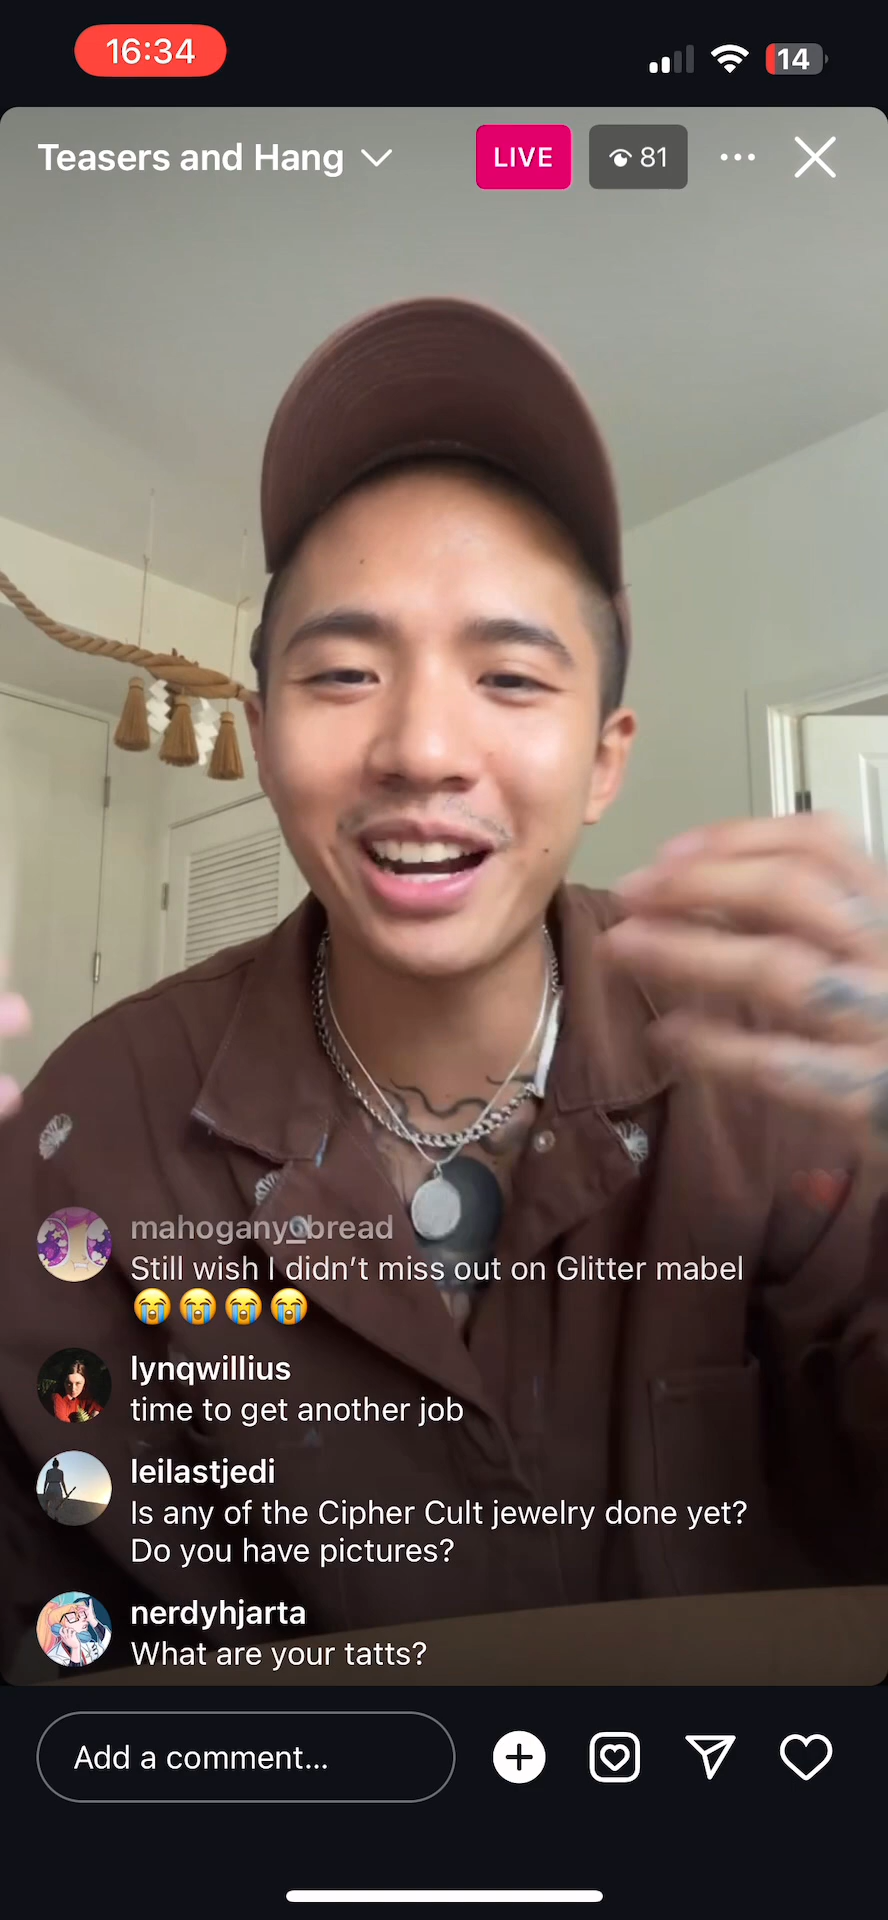 16:34
14
Teasers and Hang
LIVE
81
mahogany_bread
Still wish I didn’t miss out on Glitter mabel
😭😭😭😭
lynqwillius
time to get another job
leilastjedi
Is any of the Cipher Cult jewelry done yet?
Do you have pictures?
nerdyhjarta
What are your tatts?
Add a comment...